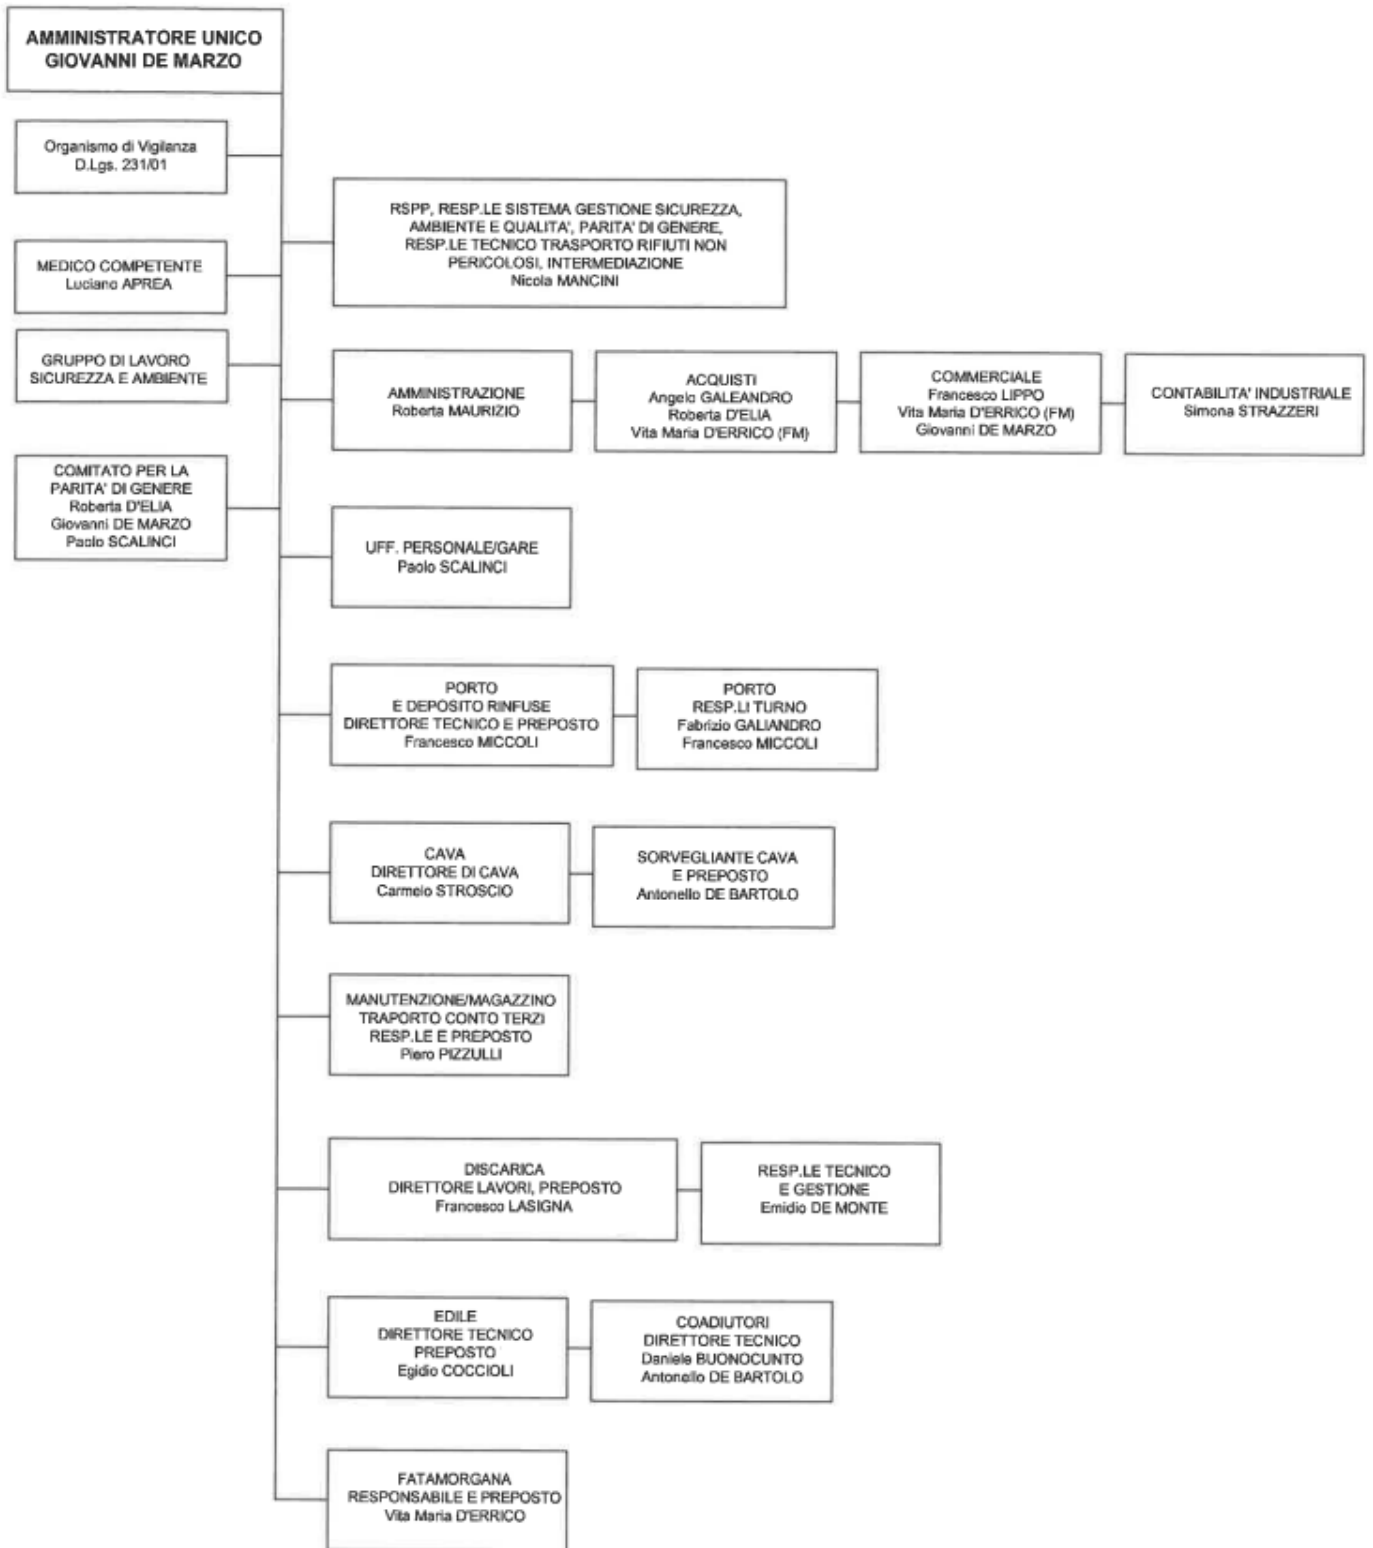 AMMINISTRATORE UNICO
GIOVANNI DE MARZO
Organismo di Vigilanza
D.Lgs. 231/01
MEDICO COMPETENTE
Luciano APREA
GRUPPO DI LAVORO
SICUREZZA E AMBIENTE
COMITATO PER LA
PARITA' DI GENERE
Roberta D'ELIA
Giovanni DE MARZO
Paolo SCALINCI
RSPP, RESP.LE SISTEMA GESTIONE SICUREZZA,
AMBIENTE E QUALITA', PARITA' DI GENERE,
RESP.LE TECNICO TRASPORTO RIFIUTI NON
PERICOLOSI, INTERMEDIAZIONE
Nicola MANCINI
AMMINISTRAZIONE
Roberta MAURIZIO
ACQUISTI
Angelo GALEANDRO
Roberta D'ELIA
Vita Maria D'ERRICO (FM)
COMMERCIALE
Francesco LIPPO
Vita Maria D'ERRICO (FM)
Giovanni DE MARZO
CONTABILITA' INDUSTRIALE
Simona STRAZZERI
UFF. PERSONALE/GARE
Paolo SCALINCI
PORTO
E DEPOSITO RINFUSE
DIRETTORE TECNICO E PREPOSTO
Francesco MICCOLI
PORTO
RESP.LI TURNO
Fabrizio GALIANDRO
Francesco MICCOLI
CAVA
DIRETTORE DI CAVA
Carmelo STROSCIO
SORVEGLIANTE CAVA
E PREPOSTO
Antonello DE BARTOLO
MANUTENZIONE/MAGAZZINO
TRAPORTO CONTO TERZI
RESP.LE E PREPOSTO
Piero PIZZULLI
DISCARICA
DIRETTORE LAVORI, PREPOSTO
Francesco LASIGNA
RESP.LE TECNICO
E GESTIONE
Emidio DE MONTE
EDILE
DIRETTORE TECNICO
PREPOSTO
Egidio COCCIOLI
COADIUTORI
DIRETTORE TECNICO
Daniele BUONOCUNTO
Antonello DE BARTOLO
FATAMORGANA
RESPONSABILE E PREPOSTO
Vita Maria D'ERRICO